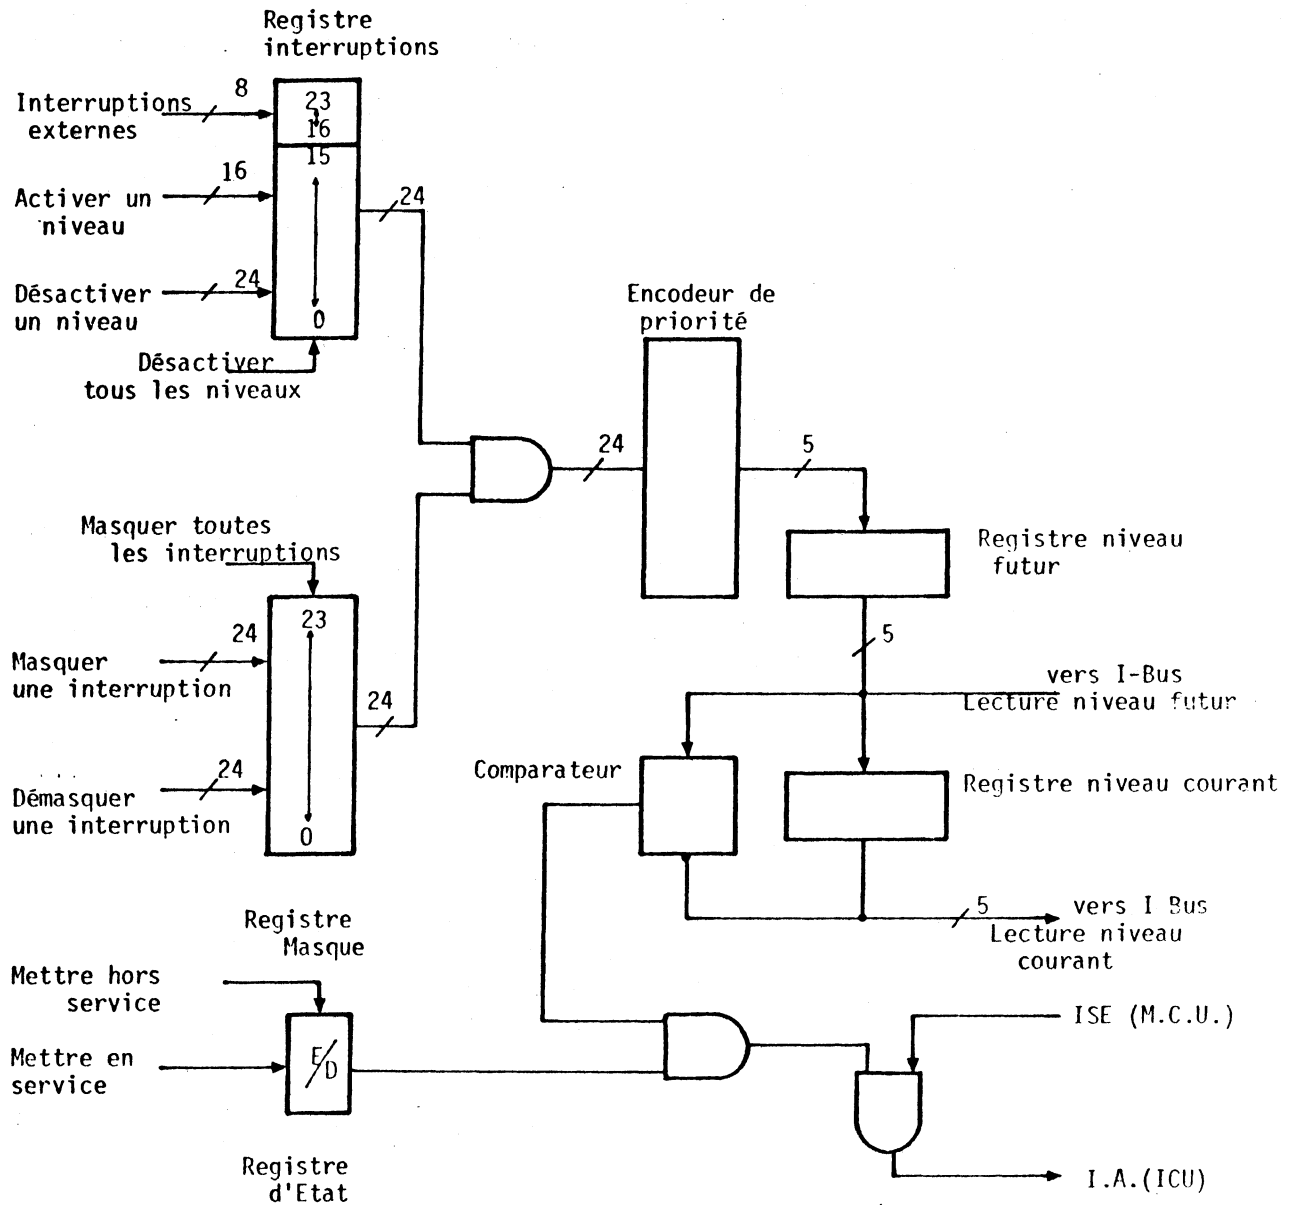 Registre
interruptions
8
Interruptions
externes
23
16
15
16
Activer un
niveau
24
24
Désactiver
un niveau
0
Désactiver
tous les niveaux
Encodeur de
priorité
24
5
Masquer toutes
les interruptions
Registre niveau
futur
23
24
Masquer
une interruption
5
vers I-Bus
Lecture niveau futur
24
24
Démasquer
une interruption
0
Comparateur
Registre niveau courant
Registre
Masque
5
vers I Bus
Lecture niveau
courant
Mettre hors
service
ISE (M.C.U.)
Mettre en
service
E/D
Registre
d'Etat
I.A.(ICU)